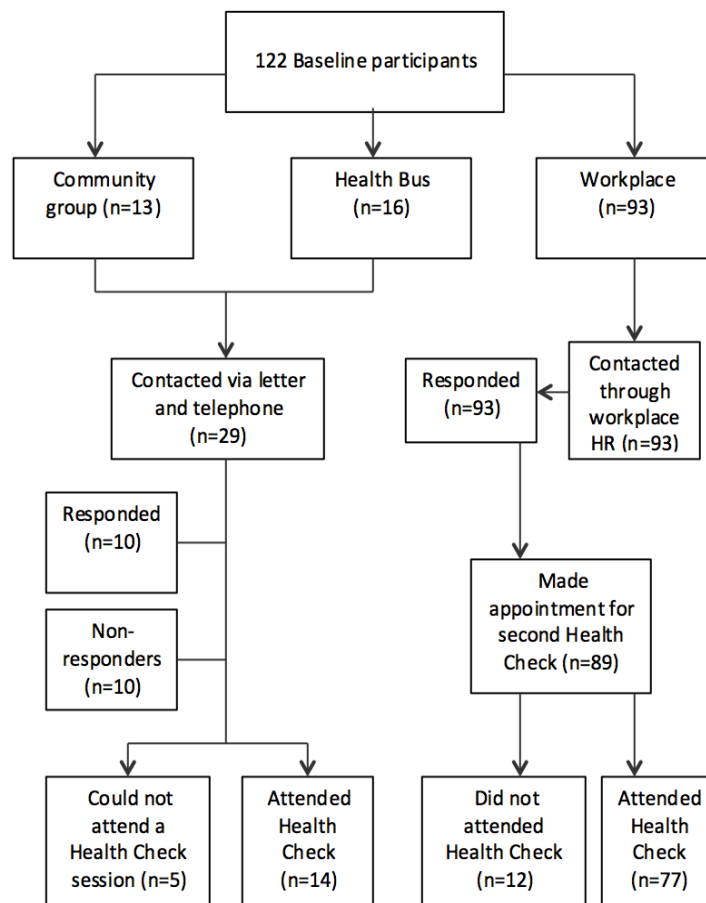 122 Baseline participants
Community
group (n=13)
Health Bus
(n=16)
Workplace
(n=93)
Contacted via letter
and telephone
(n=29)
Responded
(n=93)
Contacted
through
workplace
HR (n=93)
Responded
(n=10)
Non-
responders
(n=10)
Made
appointment for
second Health
Check (n=89)
Could not
attend a
Health Check
session (n=5)
Attended
Health
Check
(n=14)
Did not
attended
Health Check
(n=12)
Attended
Health
Check
(n=77)